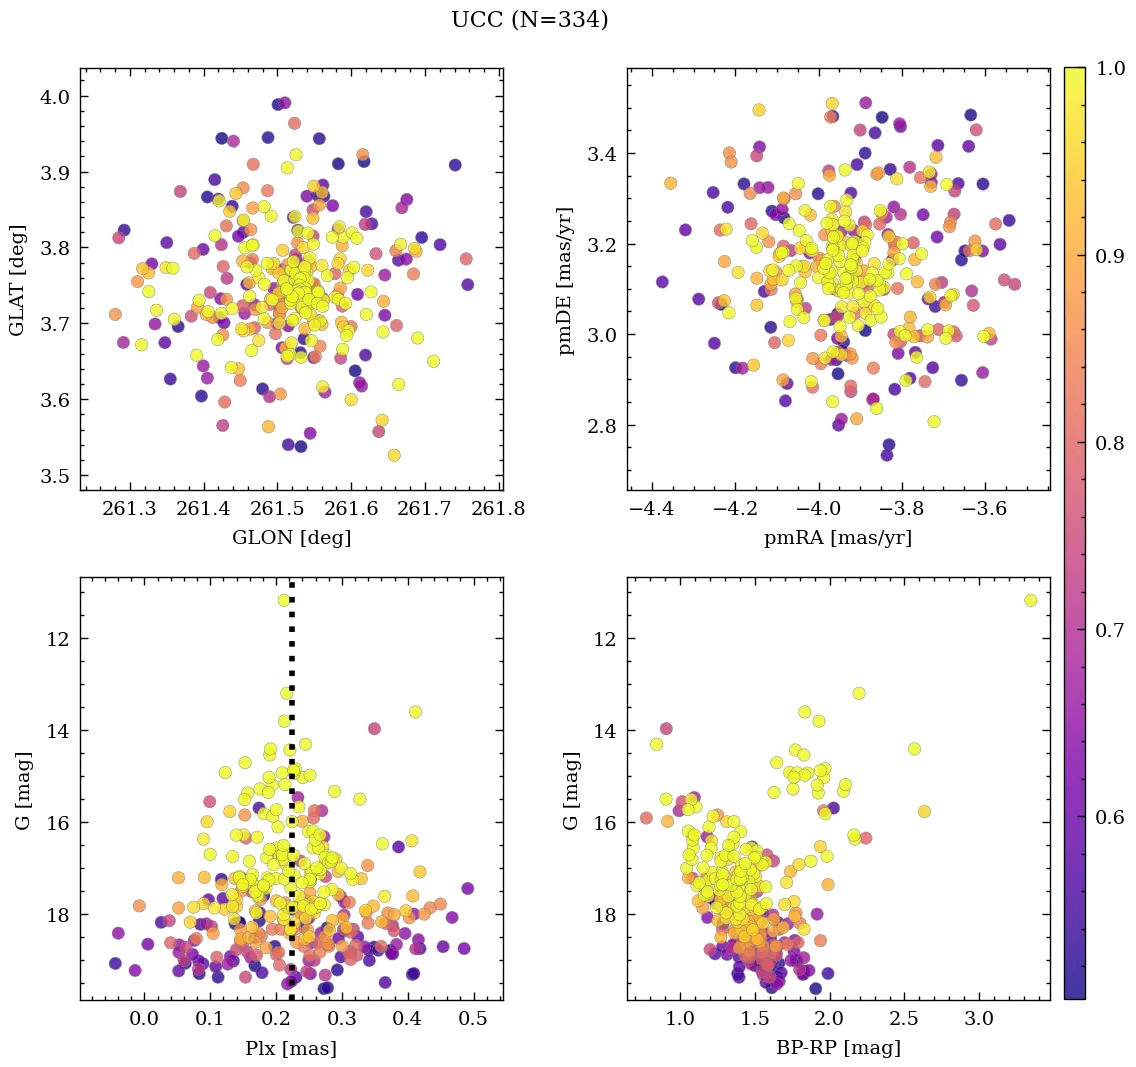 UCC (N=334)
4.0
3.9
3.8
3.7
3.6
3.5
GLAT [deg]
261.3 261.4 261.5 261.6 261.7 261.8
GLON [deg]
3.4
3.2
3.0
2.8
pmDE [mas/yr]
−4.4 −4.2 −4.0 −3.8 −3.6
pmRA [mas/yr]
12
14
16
18
G [mag]
0.0 0.1 0.2 0.3 0.4 0.5
Plx [mas]
12
14
16
18
G [mag]
1.0 1.5 2.0 2.5 3.0
BP-RP [mag]
1.0
0.9
0.8
0.7
0.6